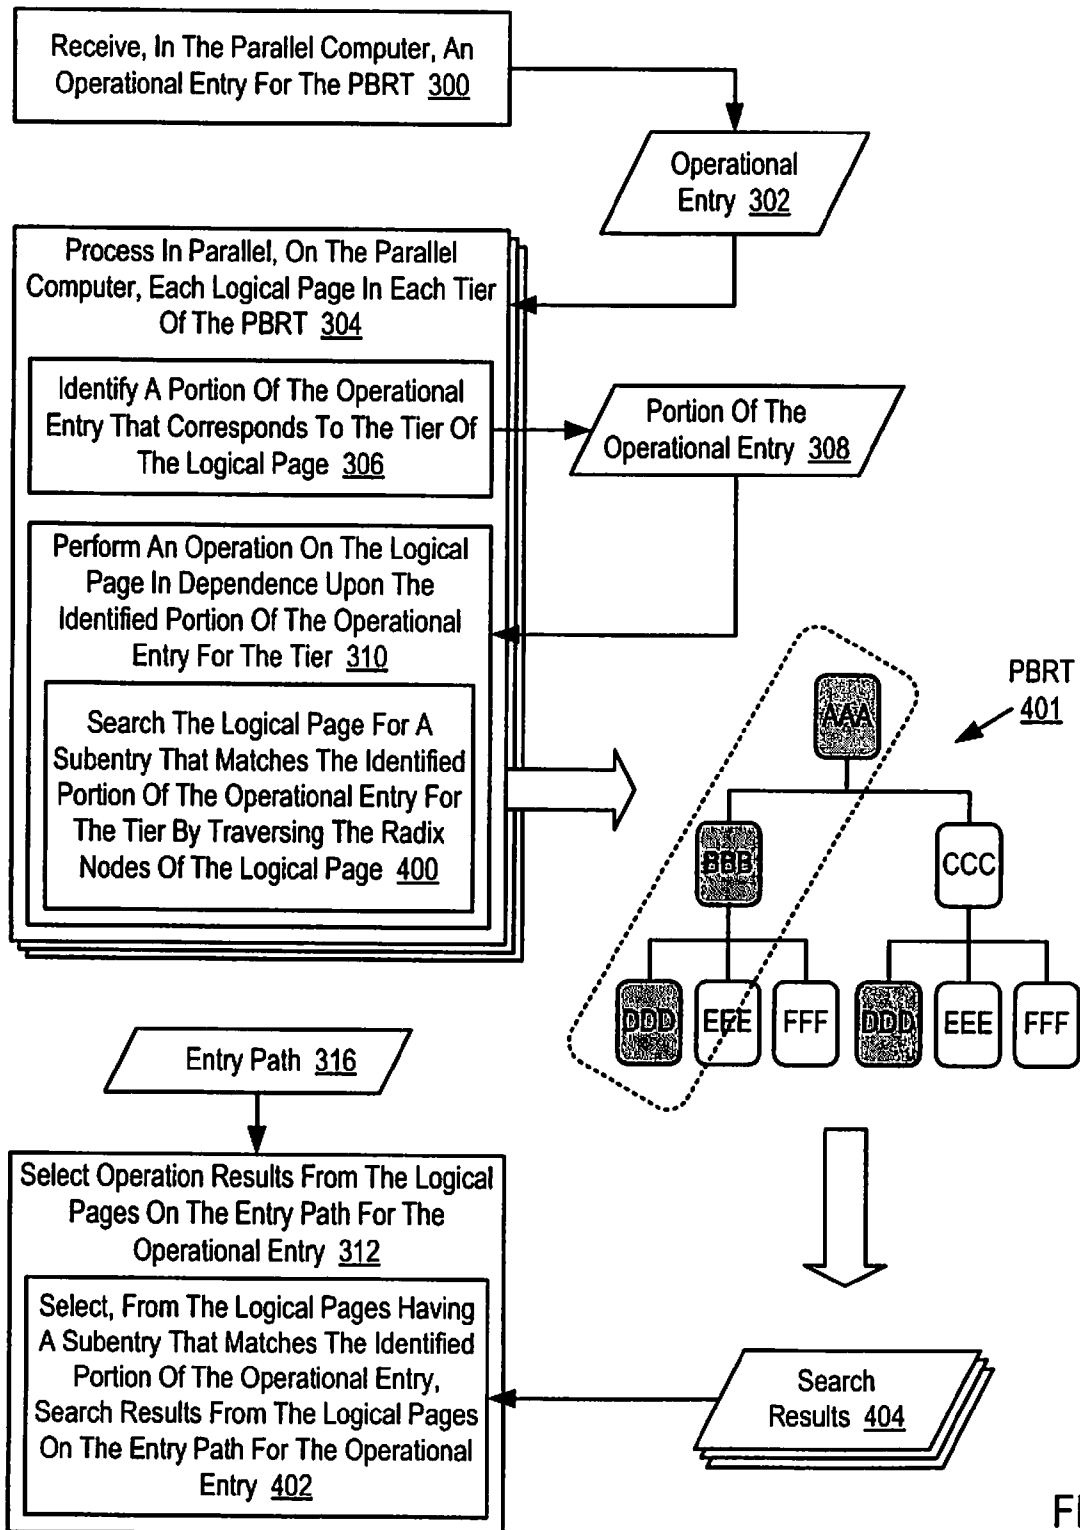 Receive, In The Parallel Computer, An
Operational Entry For The PBRT 300
Operational
Entry 302
Process In Parallel, On The Parallel
Computer, Each Logical Page In Each Tier
Of The PBRT 304
Identify A Portion Of The Operational
Entry That Corresponds To The Tier Of
The Logical Page 306
Portion Of The
Operational Entry 308
Perform An Operation On The Logical
Page In Dependence Upon The
Identified Portion Of The Operational
Entry For The Tier 310
Search The Logical Page For A
Subentry That Matches The Identified
Portion Of The Operational Entry For
The Tier By Traversing The Radix
Nodes Of The Logical Page 400
PBRT
401
AAA
BBB
CCC
DDD
EEE
FFF
DDD
EEE
FFF
Entry Path 316
Select Operation Results From The Logical
Pages On The Entry Path For The
Operational Entry 312
Select, From The Logical Pages Having
A Subentry That Matches The Identified
Portion Of The Operational Entry,
Search Results From The Logical Pages
On The Entry Path For The Operational
Entry 402
Search
Results 404